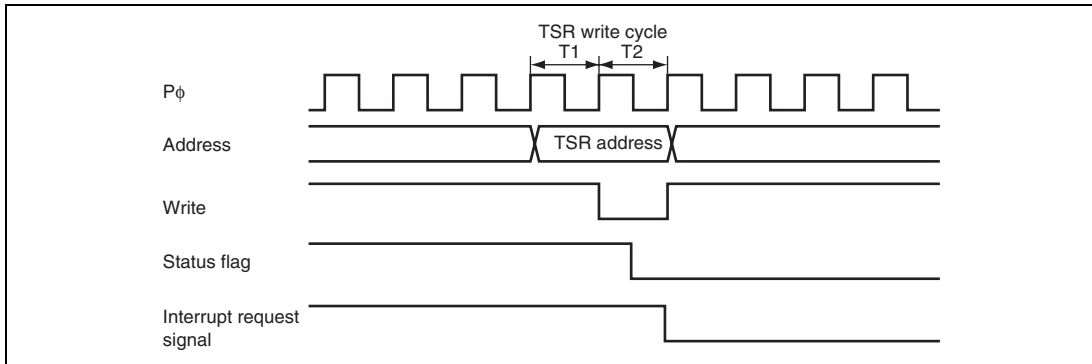 TSR write cycle
T1 T2
Pϕ
Address
TSR address
Write
Status flag
Interrupt request
signal